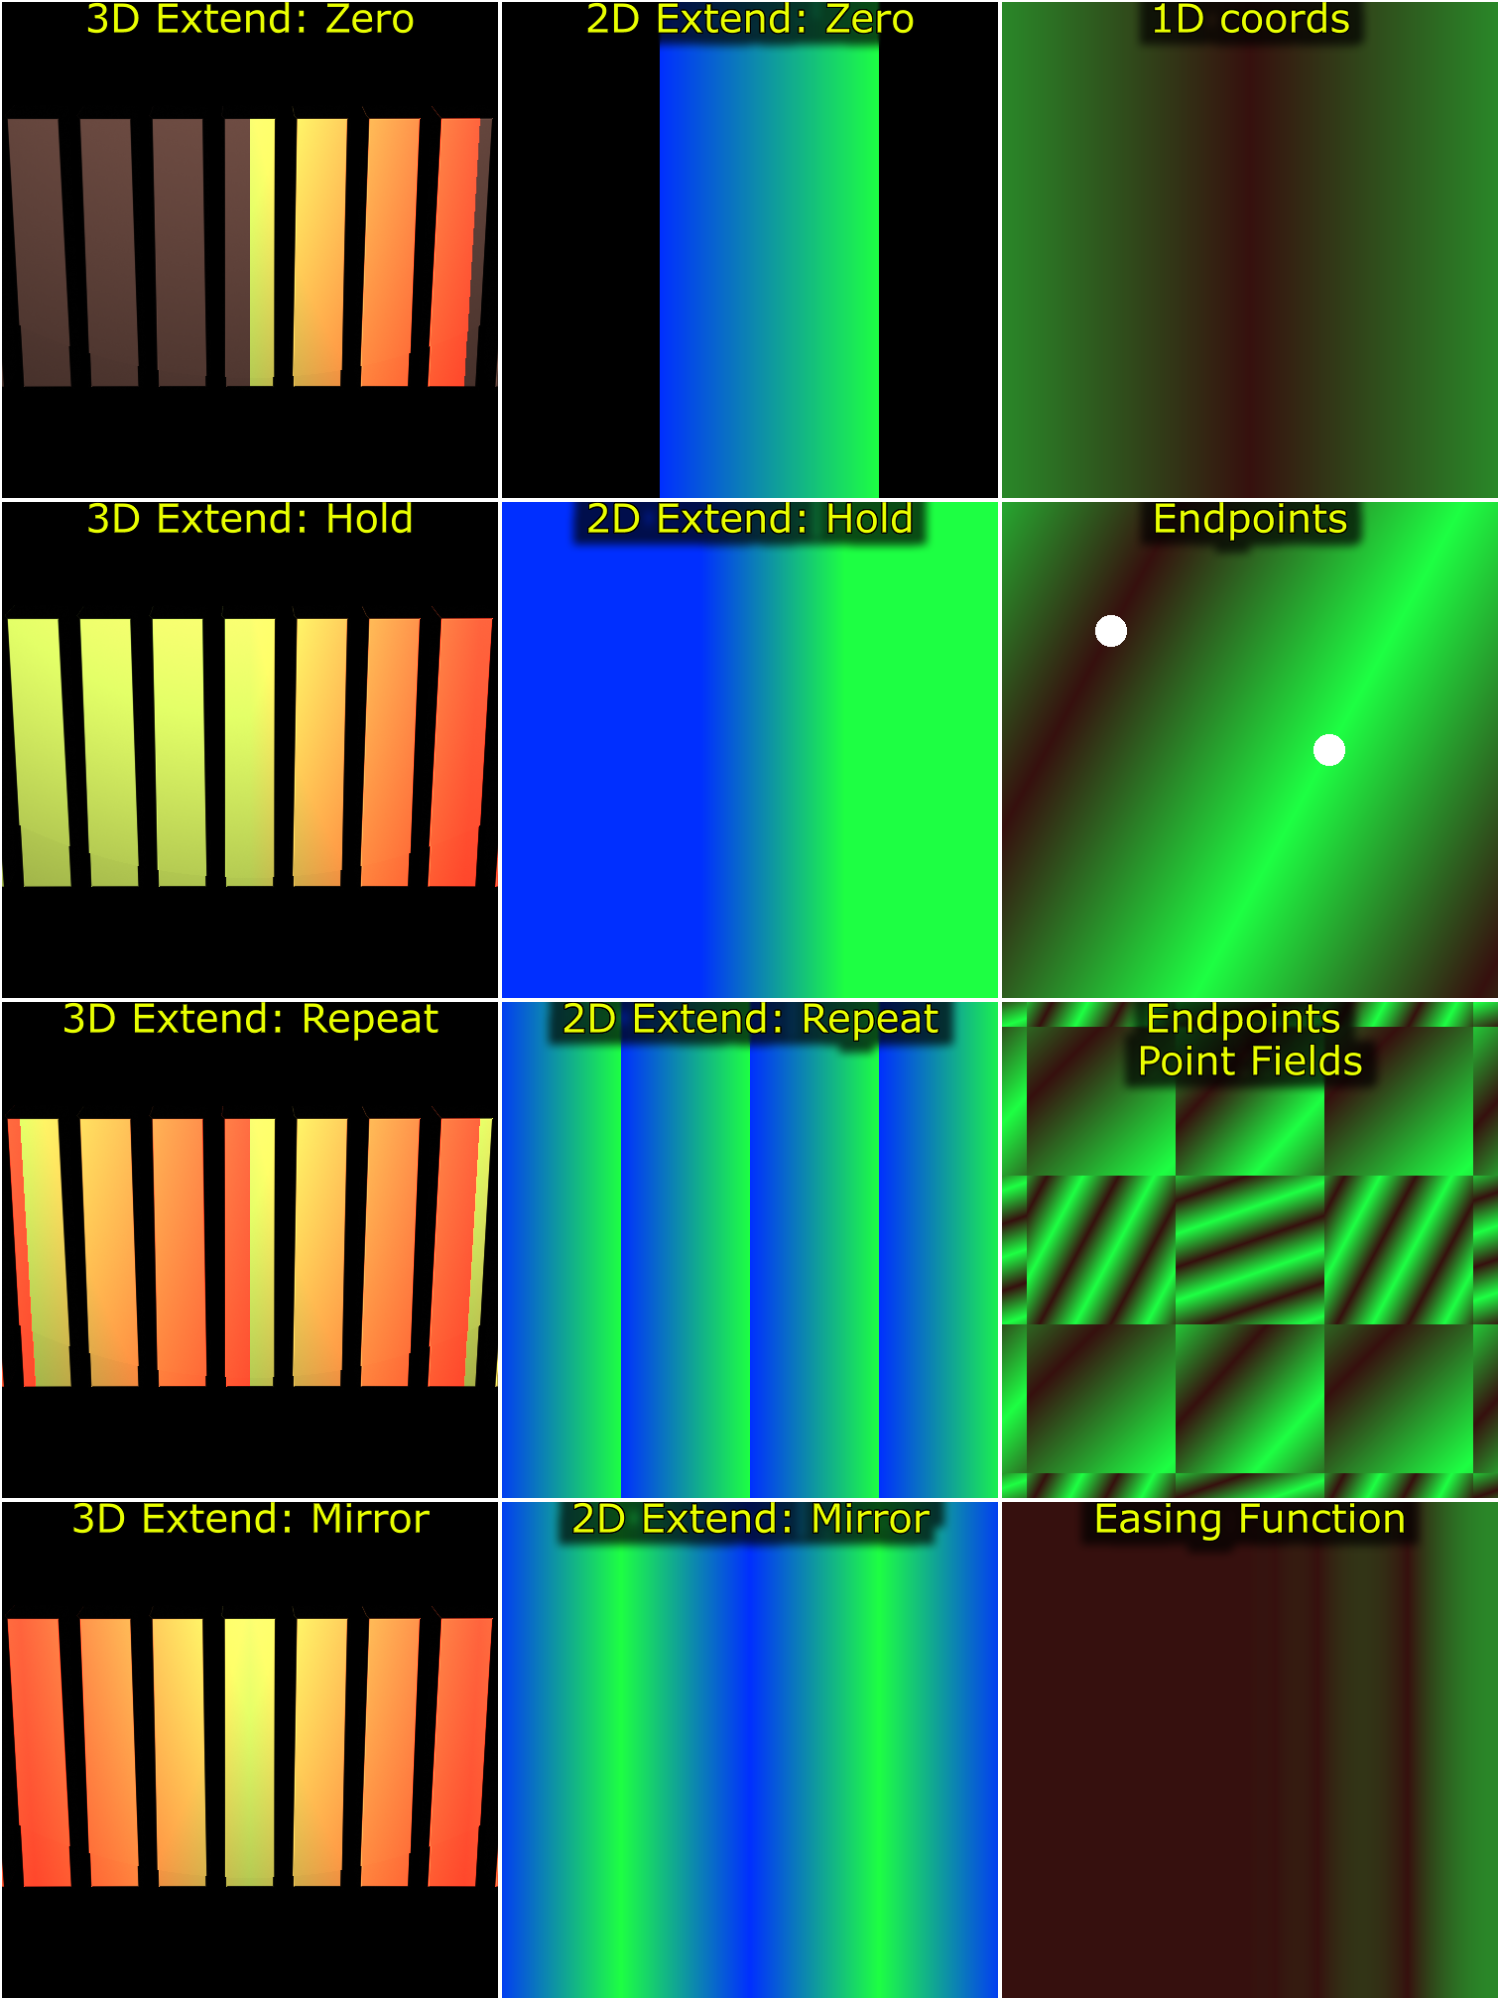 3D Extend: Zero
2D Extend: Zero
1D coords
3D Extend: Hold
2D Extend: Hold
Endpoints
3D Extend: Repeat
2D Extend: Repeat
Endpoints
Point Fields
3D Extend: Mirror
2D Extend: Mirror
Easing Function